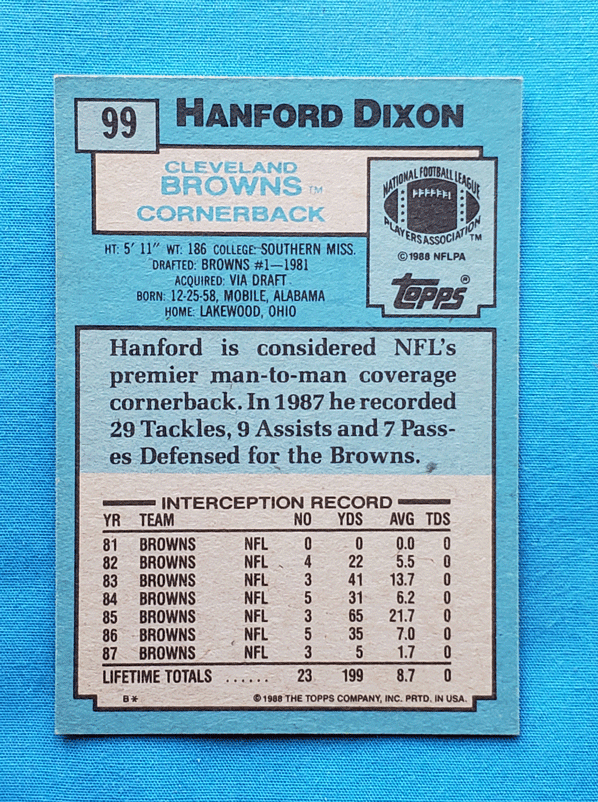 99
HANFORD DIXON
CLEVELAND
BROWNS TM
CORNERBACK
NATIONAL FOOTBALL LEAGUE
PLAYERS ASSOCIATION TM
© 1988 NFLPA
topps®
HT: 5' 11" WT: 186 COLLEGE: SOUTHERN MISS.
DRAFTED: BROWNS #1—1981
ACQUIRED: VIA DRAFT
BORN: 12-25-58, MOBILE, ALABAMA
HOME: LAKEWOOD, OHIO
Hanford is considered NFL's
premier man-to-man coverage
cornerback. In 1987 he recorded
29 Tackles, 9 Assists and 7 Pass-
es Defensed for the Browns.
INTERCEPTION RECORD
YR TEAM NO YDS AVG TDS
81 BROWNS NFL 0 0 0.0 0
82 BROWNS NFL 4 22 5.5 0
83 BROWNS NFL 3 41 13.7 0
84 BROWNS NFL 5 31 6.2 0
85 BROWNS NFL 3 65 21.7 0
86 BROWNS NFL 5 35 7.0 0
87 BROWNS NFL 3 5 1.7 0
LIFETIME TOTALS ...... 23 199 8.7 0
B* © 1988 THE TOPPS COMPANY, INC. PRTD. IN USA.